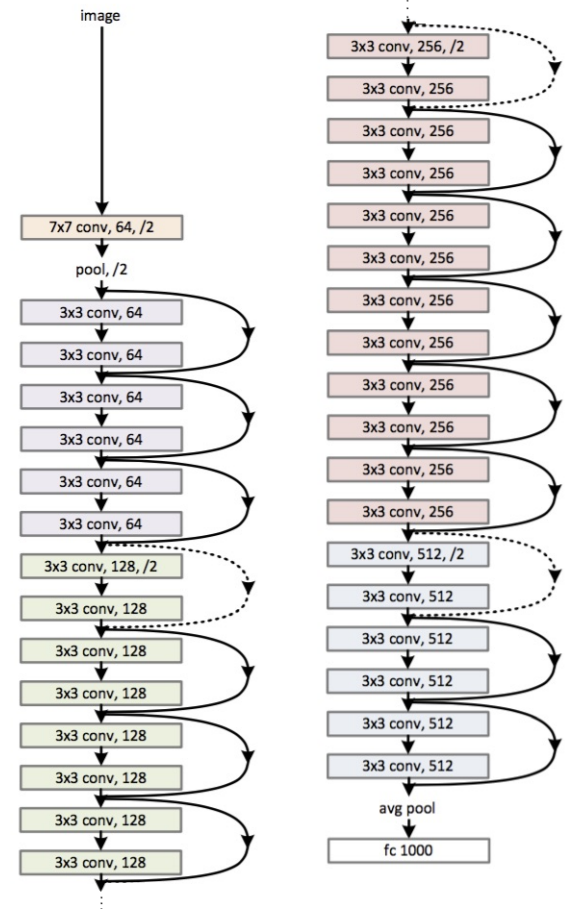 image
7x7 conv, 64, /2
pool, /2
3x3 conv, 64
3x3 conv, 64
3x3 conv, 64
3x3 conv, 64
3x3 conv, 64
3x3 conv, 64
3x3 conv, 128, /2
3x3 conv, 128
3x3 conv, 128
3x3 conv, 128
3x3 conv, 128
3x3 conv, 128
3x3 conv, 128
3x3 conv, 128
3x3 conv, 256, /2
3x3 conv, 256
3x3 conv, 256
3x3 conv, 256
3x3 conv, 256
3x3 conv, 256
3x3 conv, 256
3x3 conv, 256
3x3 conv, 256
3x3 conv, 256
3x3 conv, 256
3x3 conv, 256
3x3 conv, 512, /2
3x3 conv, 512
3x3 conv, 512
3x3 conv, 512
3x3 conv, 512
3x3 conv, 512
avg pool
fc 1000